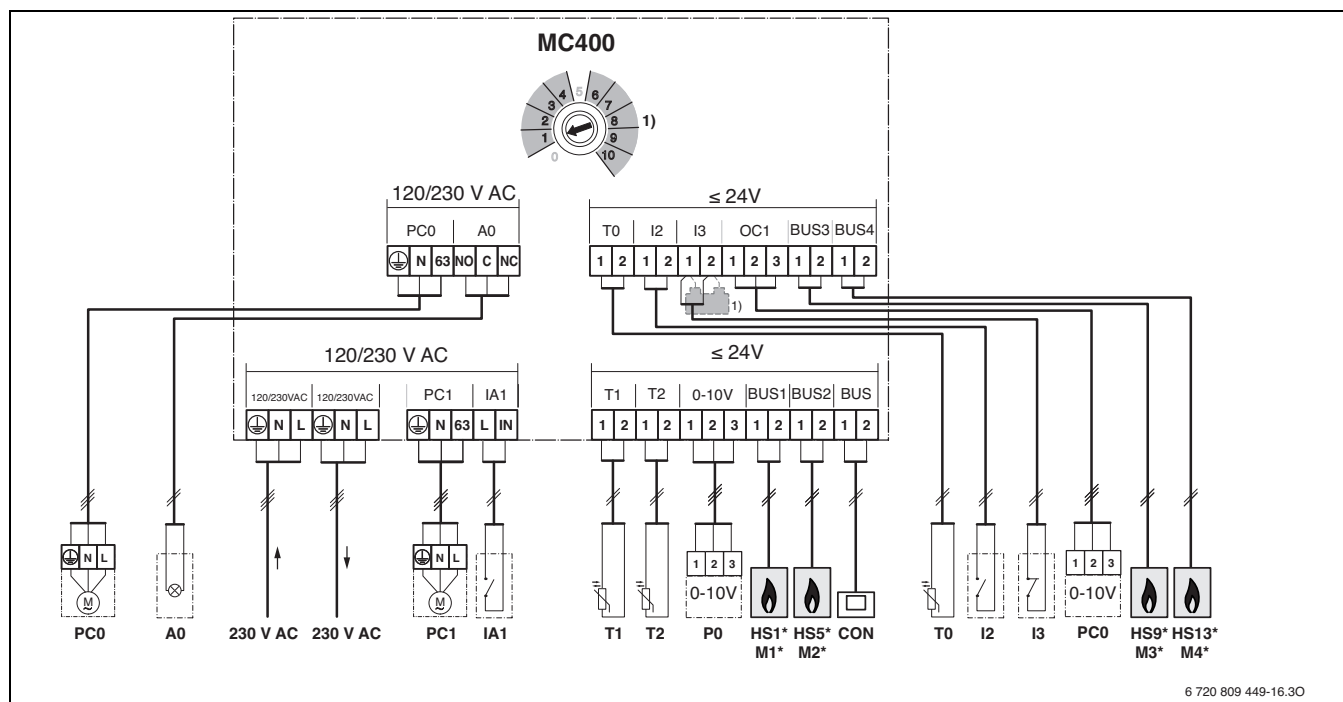 MC400
0 1 2 3 4 5 6 7 8 9 10
1)
120/230 V AC
≤ 24V
PC0 A0
T0 I2 I3 OC1 BUS3 BUS4
N 63 NO C NC
1 2 1 2 1 2 1 2 3 1 2 1 2
1)
120/230 V AC
≤ 24V
120/230VAC 120/230VAC PC1 IA1
T1 T2 0-10V BUS1 BUS2 BUS
N L N L N 63 L IN
1 2 1 2 1 2 3 1 2 1 2 1 2
N L
N L
1 2 3
1 2 3
M
~
M
~
0-10V
0-10V
PC0 A0 230 V AC 230 V AC PC1 IA1 T1 T2 P0 HS1* HS5* CON T0 I2 I3 PC0 HS9* HS13*
M1* M2* M3* M4*
6 720 809 449-16.3O